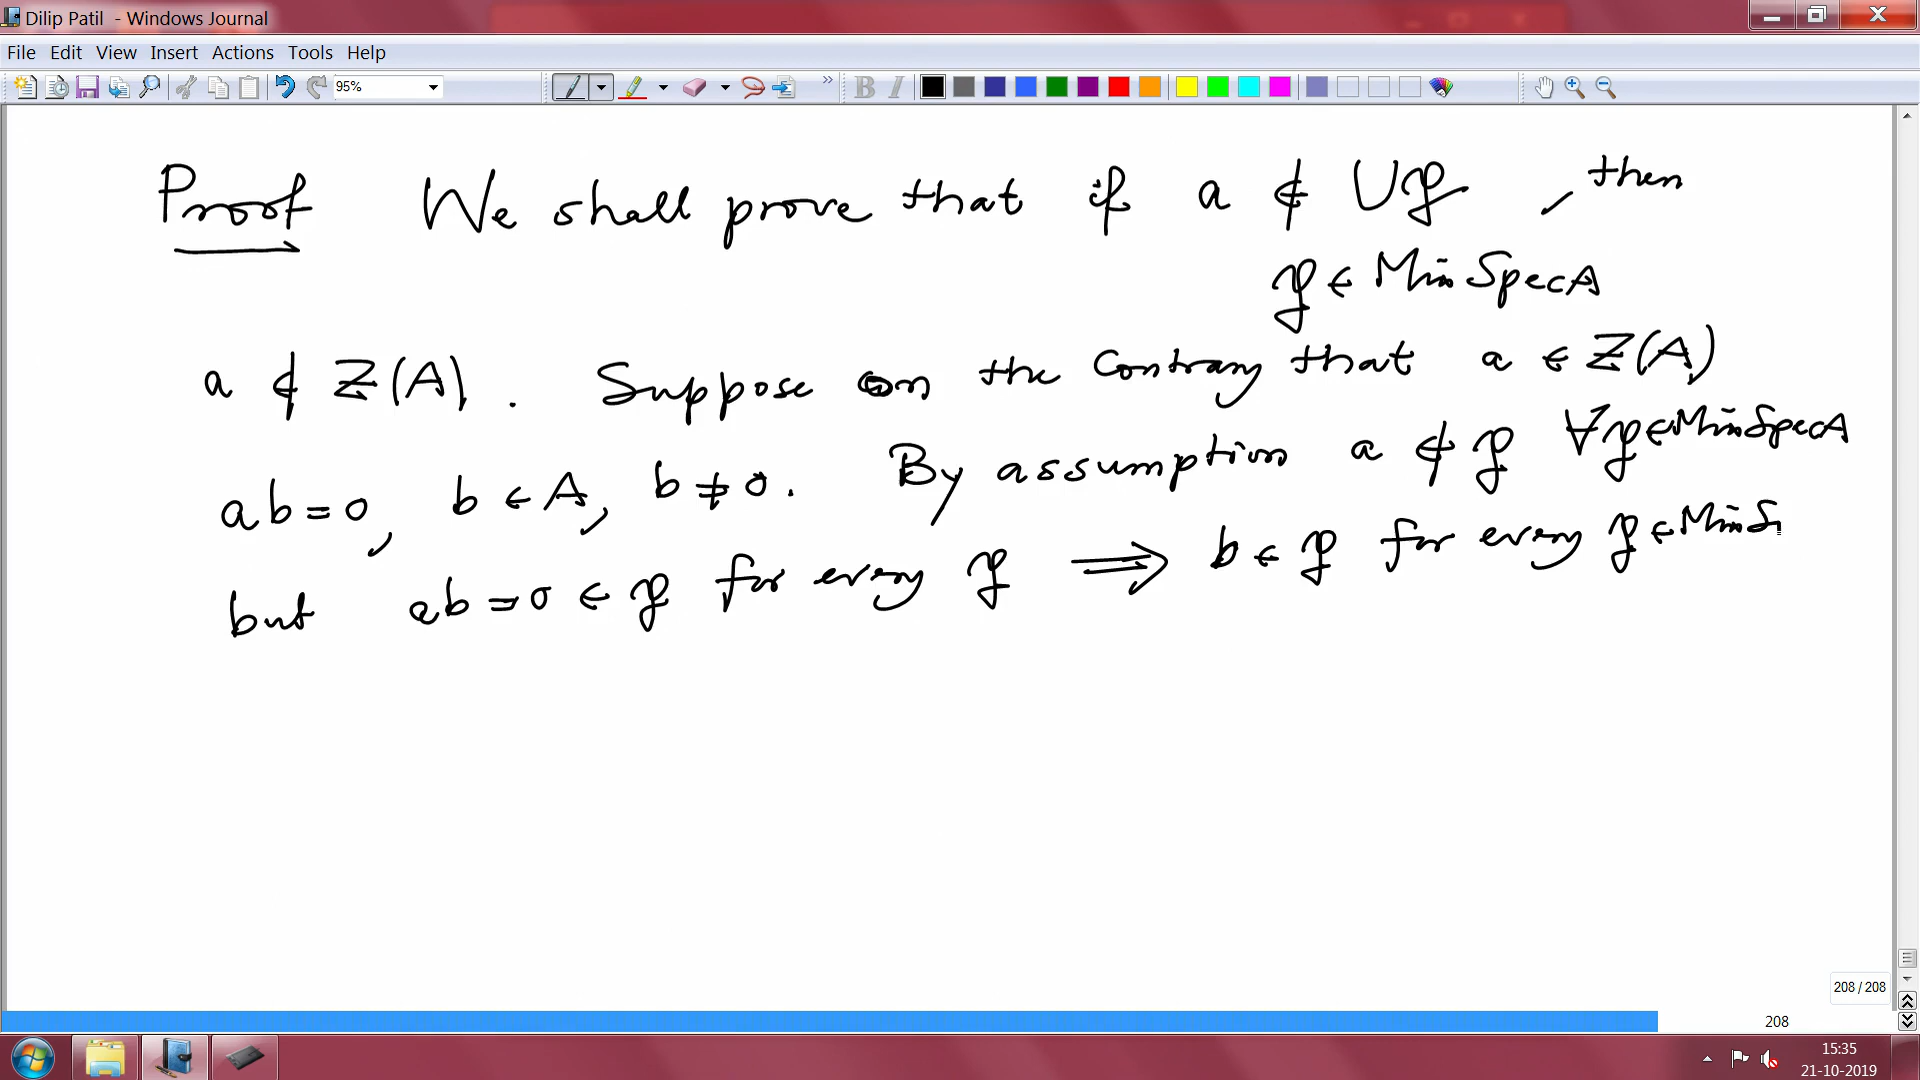 Dilip Patil - Windows Journal
File Edit View Insert Actions Tools Help
95%
Proof We shall prove that if a ∉ ∪𝔭, then
𝔭 ∈ Min Spec A
a ∉ Z(A). Suppose on the contrary that a ∈ Z(A)
ab = 0, b ∈ A, b ≠ 0. By assumption a ∉ 𝔭 ∀ 𝔭 ∈ Min Spec A
but ab = 0 ∈ 𝔭 for every 𝔭 ⟹ b ∈ 𝔭 for every 𝔭 ∈ Min S
208 / 208
208
15:35
21-10-2019